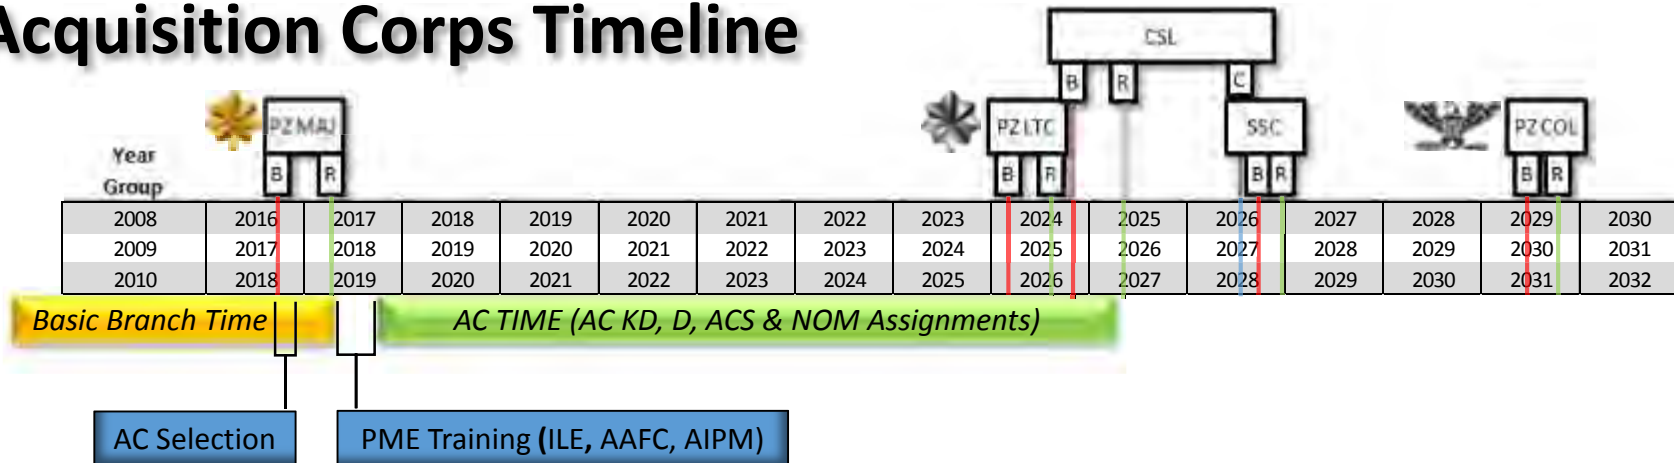 Acquisition Corps Timeline
CSL
B R C
PZ MAJ PZ LTC SSC PZ COL
Year
Group
B R B R B R B R
2008 2016 2017 2018 2019 2020 2021 2022 2023 2024 2025 2026 2027 2028 2029 2030
2009 2017 2018 2019 2020 2021 2022 2023 2024 2025 2026 2027 2028 2029 2030 2031
2010 2018 2019 2020 2021 2022 2023 2024 2025 2026 2027 2028 2029 2030 2031 2032
Basic Branch Time AC TIME (AC KD, D, ACS & NOM Assignments)
AC Selection PME Training (ILE, AAFC, AIPM)